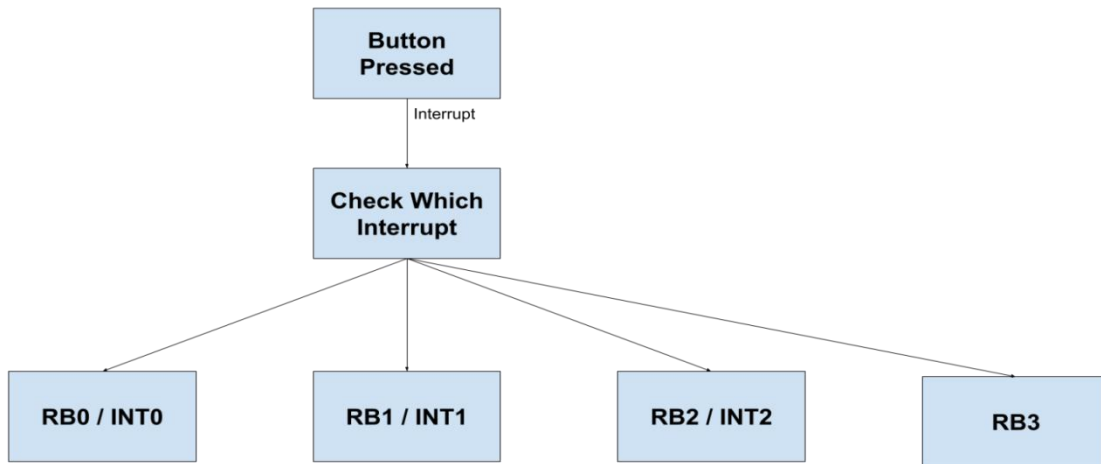 Button
Pressed
Interrupt
Check Which
Interrupt
RB0 / INT0
RB1 / INT1
RB2 / INT2
RB3